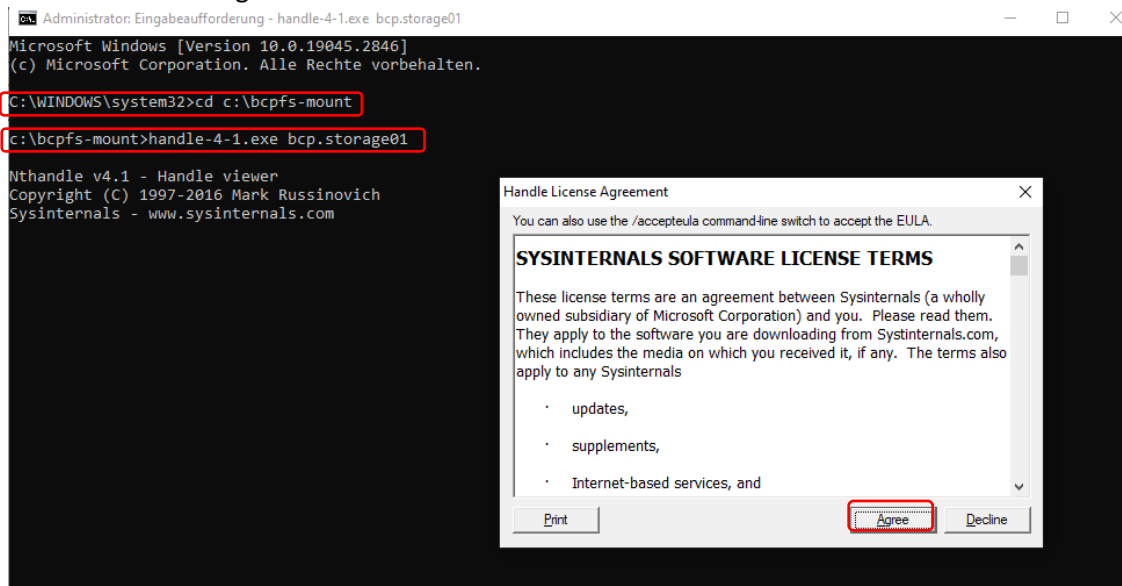 Administrator: Eingabeaufforderung - handle-4-1.exe bcp.storage01
Microsoft Windows [Version 10.0.19045.2846]
(c) Microsoft Corporation. Alle Rechte vorbehalten.
C:\WINDOWS\system32>cd c:\bcpfs-mount
c:\bcpfs-mount>handle-4-1.exe bcp.storage01
Nthandle v4.1 - Handle viewer
Copyright (C) 1997-2016 Mark Russinovich
Sysinternals - www.sysinternals.com
Handle License Agreement
You can also use the /accepteula command-line switch to accept the EULA.
SYSINTERNALS SOFTWARE LICENSE TERMS
These license terms are an agreement between Sysinternals (a wholly
owned subsidiary of Microsoft Corporation) and you. Please read them.
They apply to the software you are downloading from Systinternals.com,
which includes the media on which you received it, if any. The terms also
apply to any Sysinternals
· updates,
· supplements,
· Internet-based services, and
Print
Agree
Decline